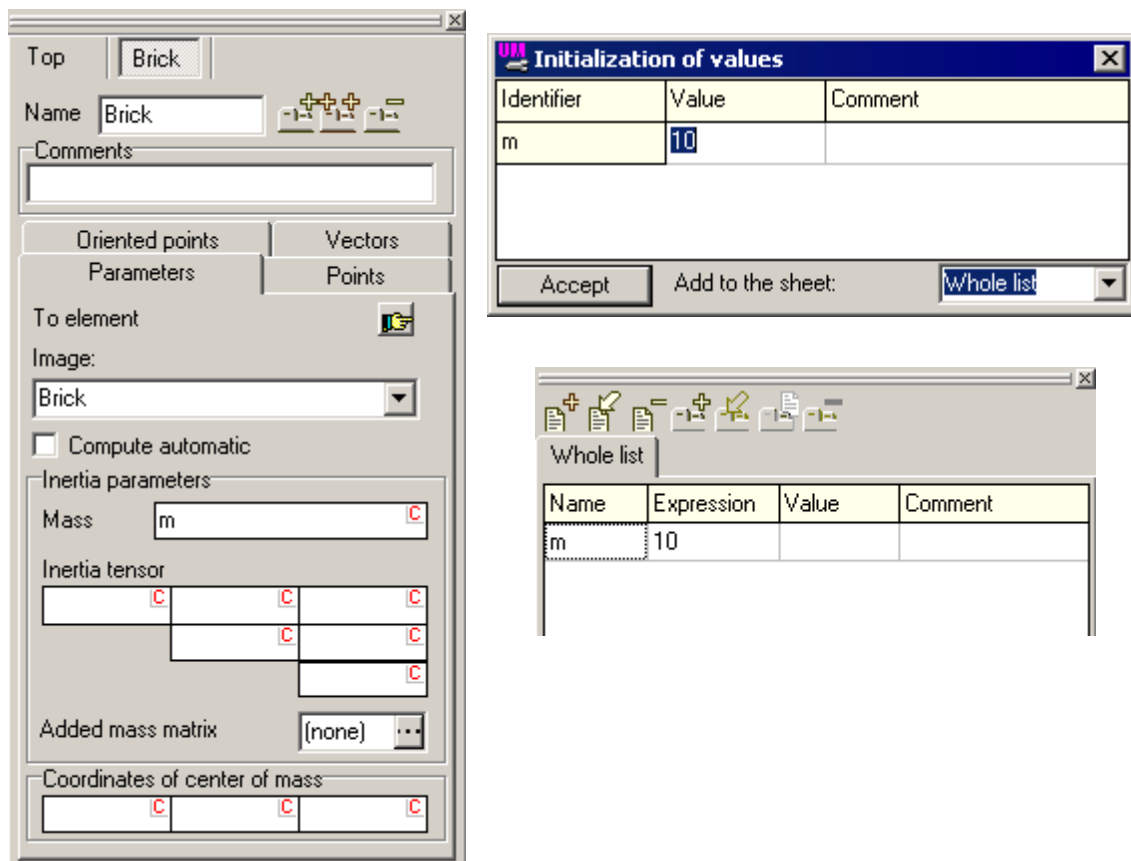 Top Brick
Name Brick
Comments
Oriented points Vectors
Parameters Points
To element
Image:
Brick
Compute automatic
Inertia parameters
Mass m C
Inertia tensor
C C C
C C
C
Added mass matrix (none) ...
Coordinates of center of mass
C C C
UM Initialization of values
Identifier Value Comment
m 10
Accept Add to the sheet: Whole list
Whole list
Name Expression Value Comment
m 10